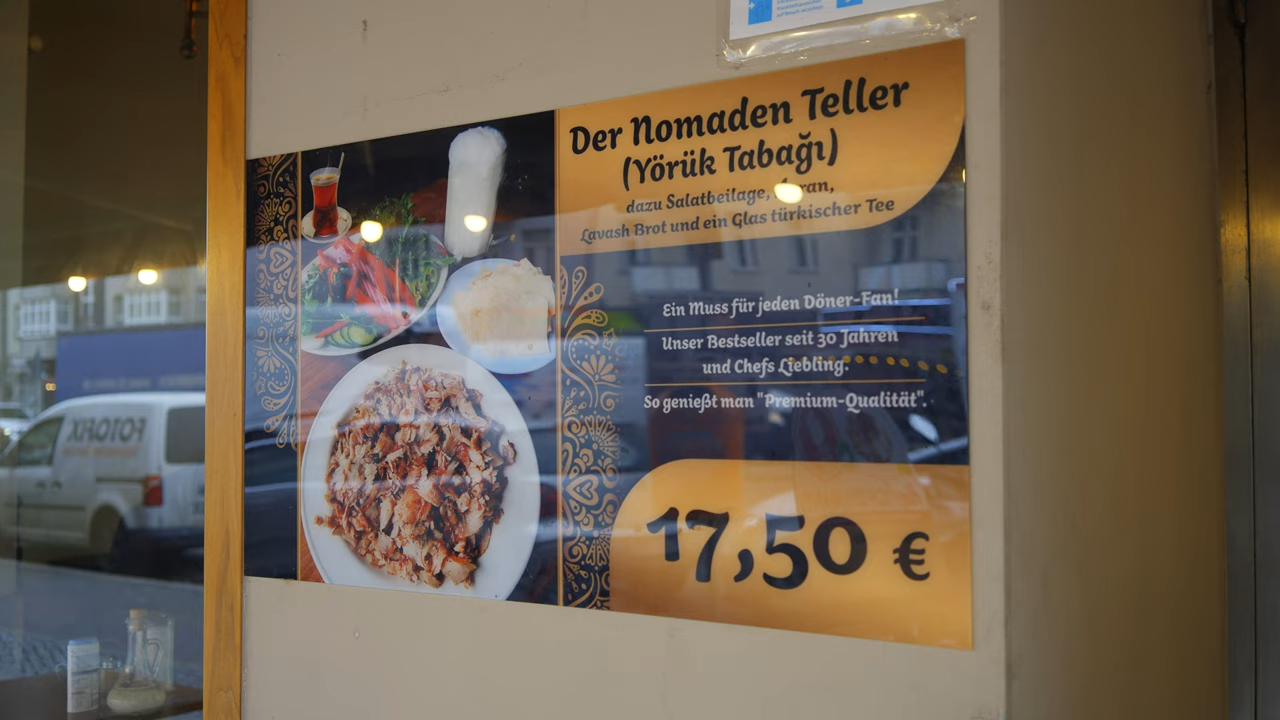 Der Nomaden Teller
(Yörük Tabağı)
dazu Salatbeilage,
Lavash Brot und ein Glas türkischer Tee
Ein Muss für jeden Döner-Fan!
Unser Bestseller seit 30 Jahren
und Chefs Liebling.
So genießt man "Premium-Qualität".
17,50 €
FOTOFIX